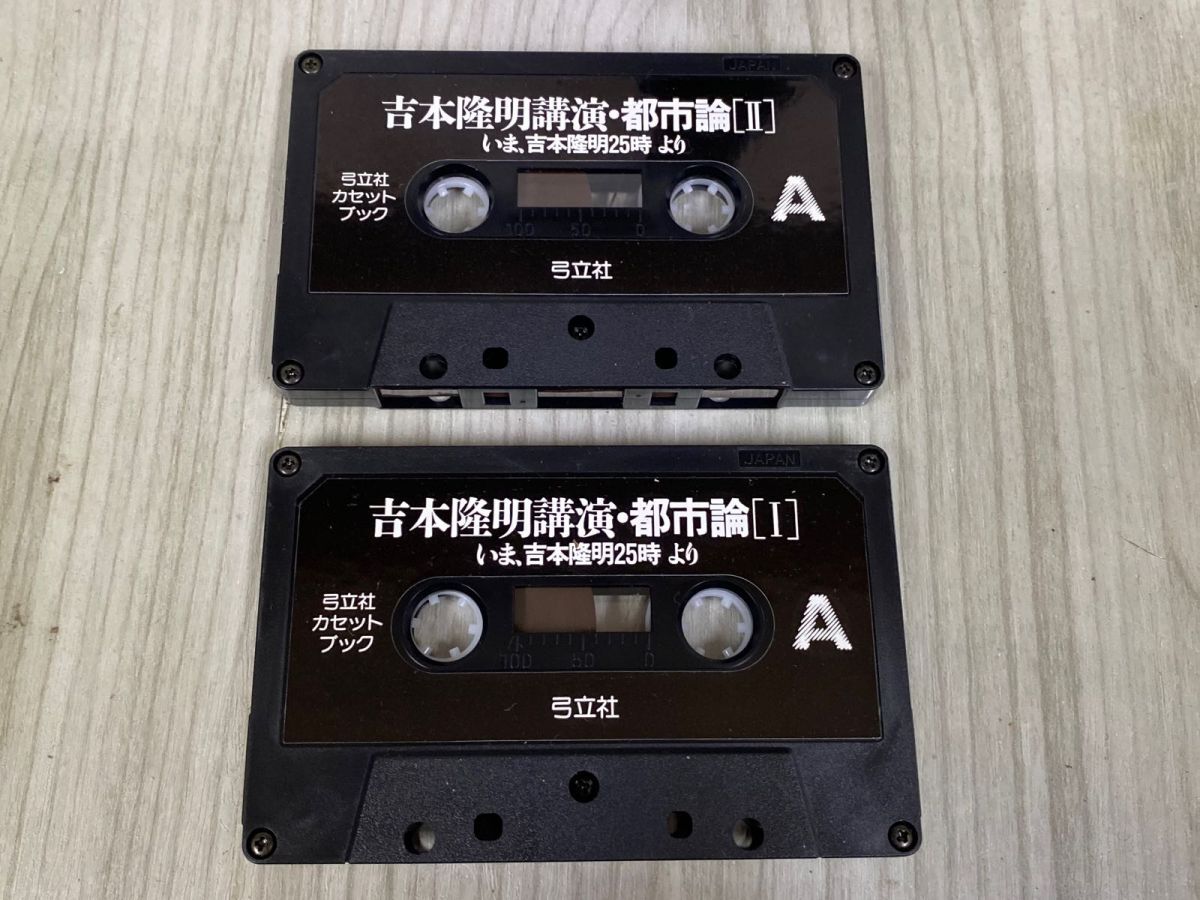 JAPAN
吉本隆明講演・都市論[Ⅱ]
いま、吉本隆明25時 より
弓立社
カセット
ブック
A
100 50 0
弓立社
JAPAN
吉本隆明講演・都市論[Ⅰ]
いま、吉本隆明25時 より
弓立社
カセット
ブック
A
100 50 0
弓立社